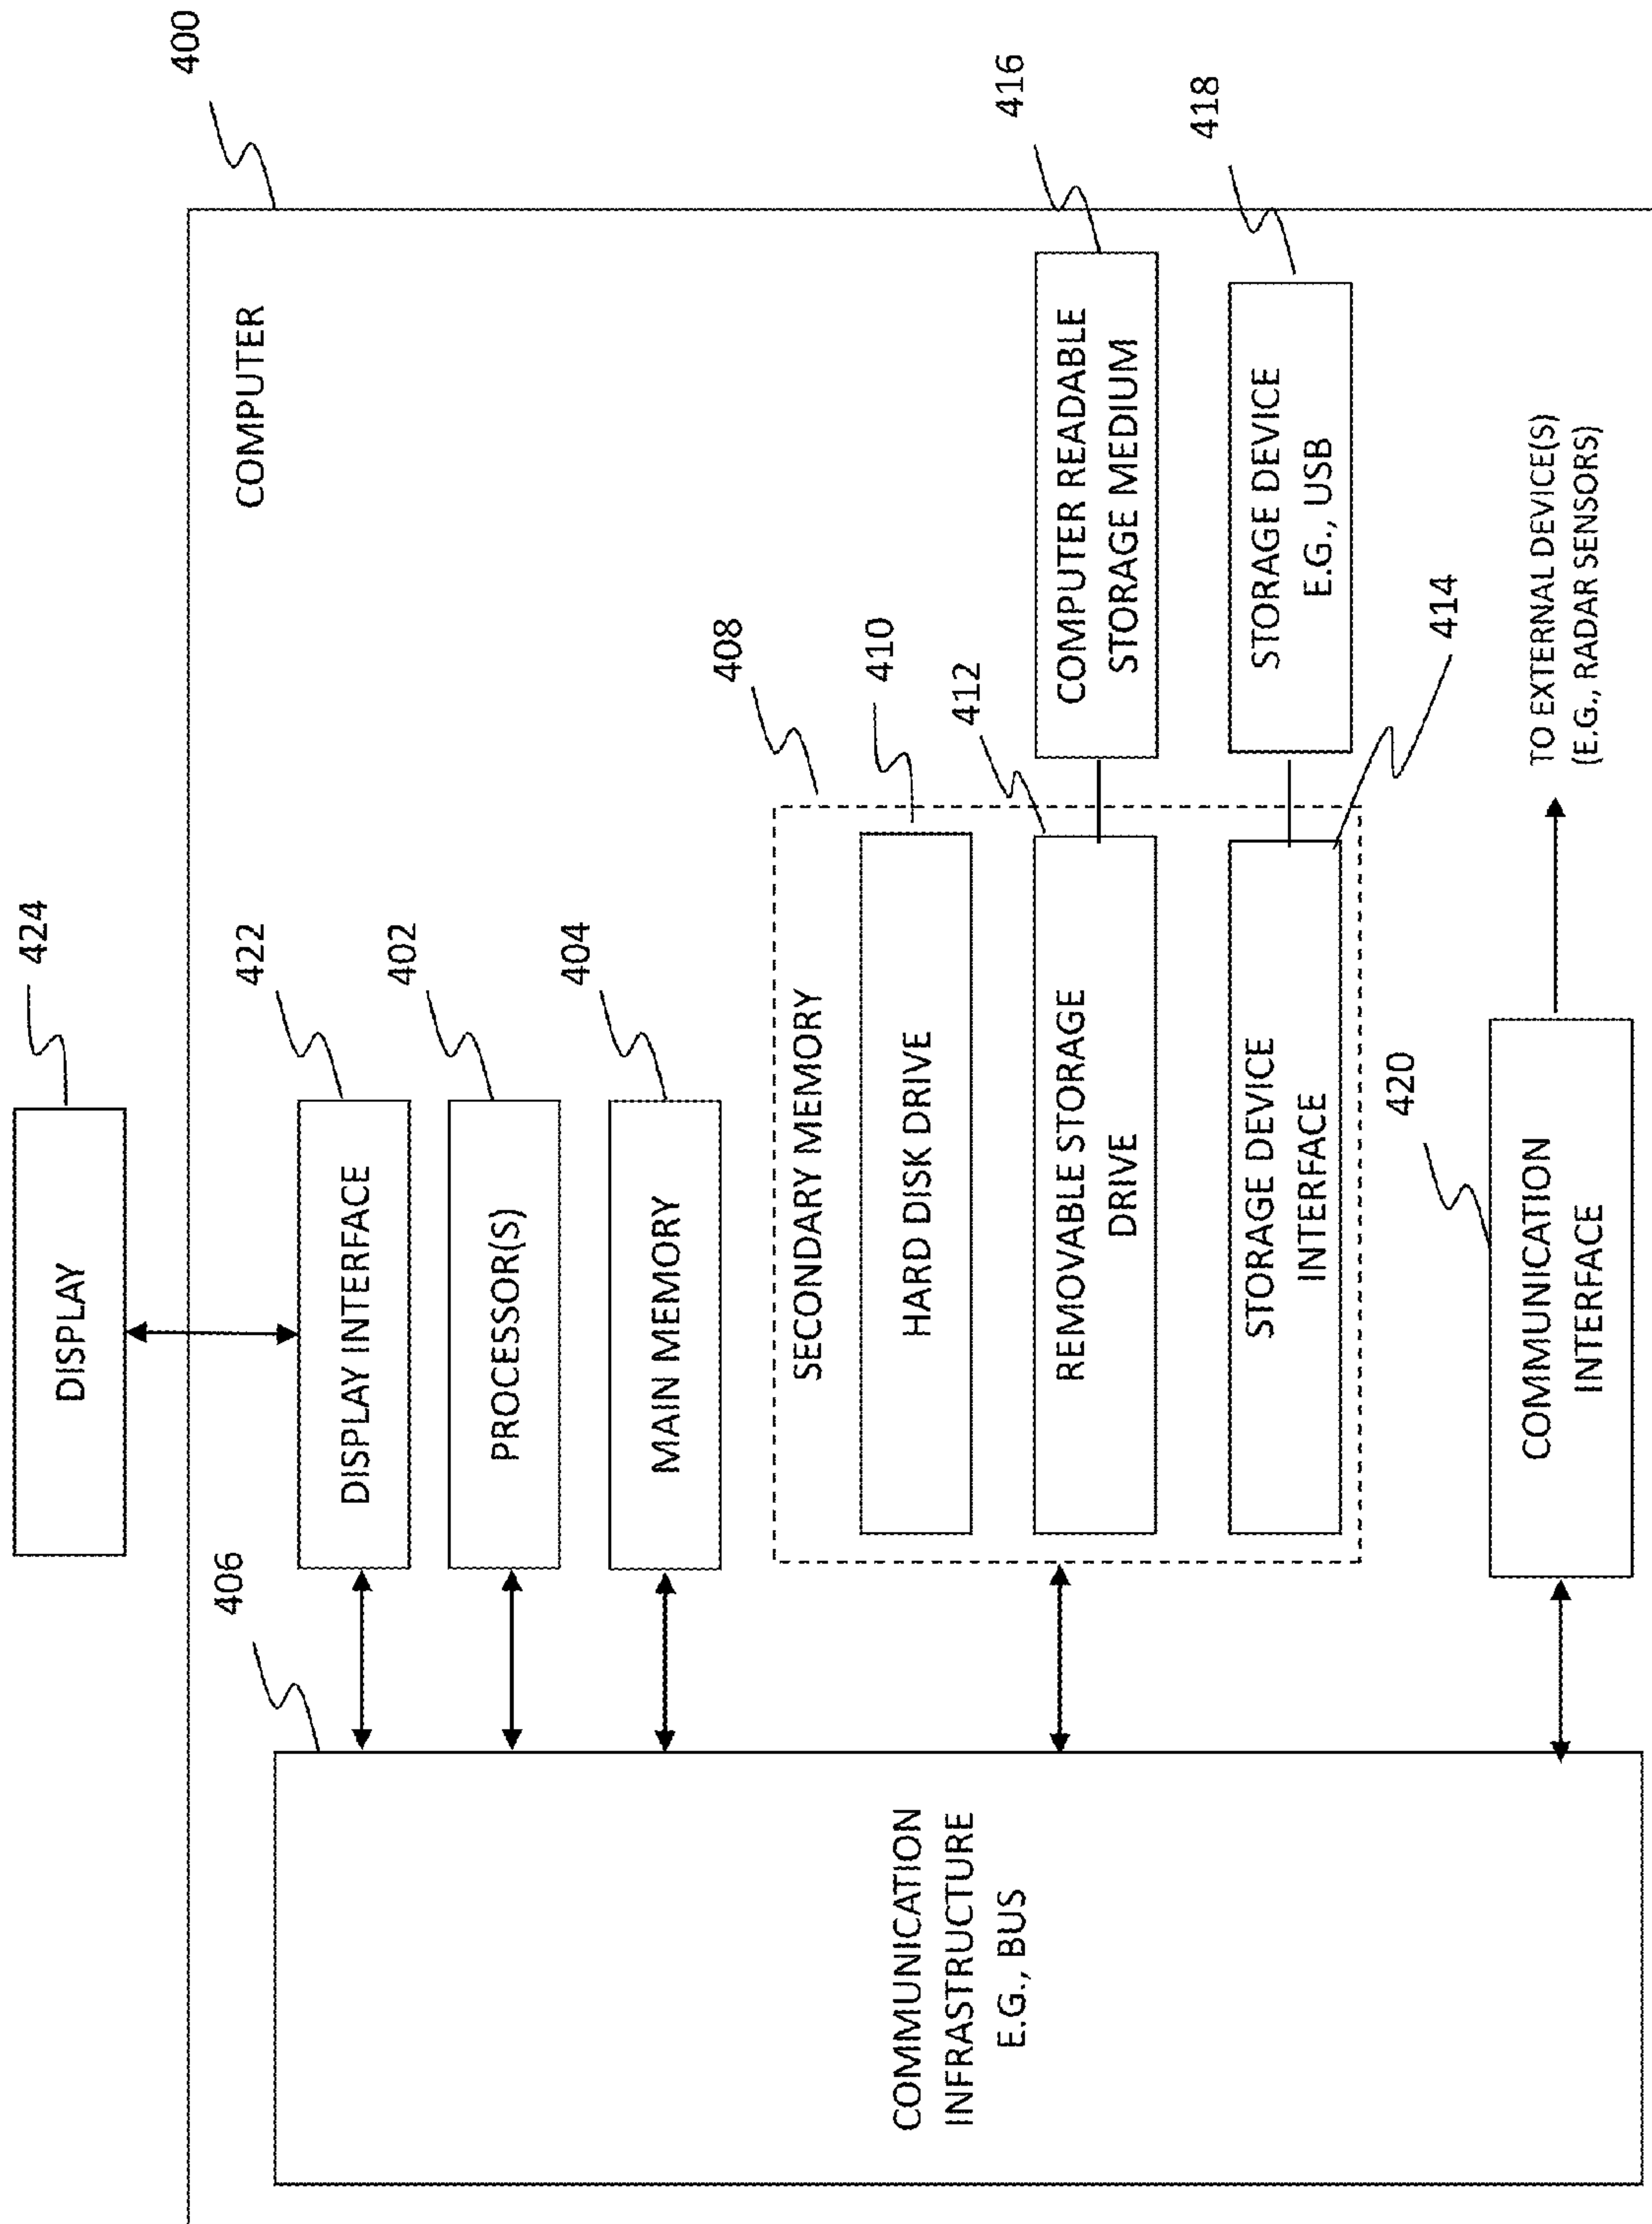 424
DISPLAY
400
COMPUTER
406
DISPLAY INTERFACE
422
PROCESSOR(S)
402
MAIN MEMORY
404
COMMUNICATION
INFRASTRUCTURE
E.G., BUS
SECONDARY MEMORY
408
HARD DISK DRIVE
410
REMOVABLE STORAGE
DRIVE
412
COMPUTER READABLE
STORAGE MEDIUM
416
STORAGE DEVICE
INTERFACE
414
STORAGE DEVICE
E.G., USB
418
COMMUNICATION
INTERFACE
420
TO EXTERNAL DEVICE(S)
(E.G., RADAR SENSORS)